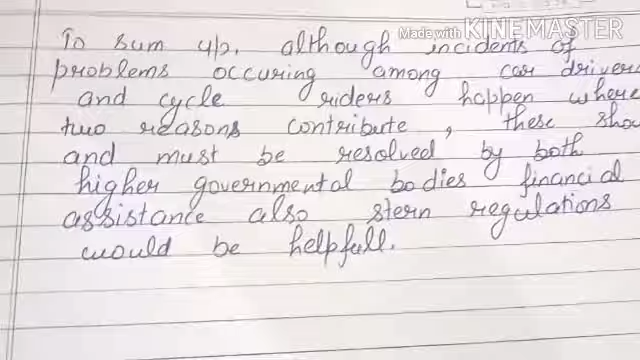 Made with KINEMASTER
To sum up, although incidents of
problems occuring among car drivers
and cycle riders happen where
two reasons contribute, these shou
and must be resolved by both
higher governmental bodies financial
assistance also stern regulations
would be helpfull.